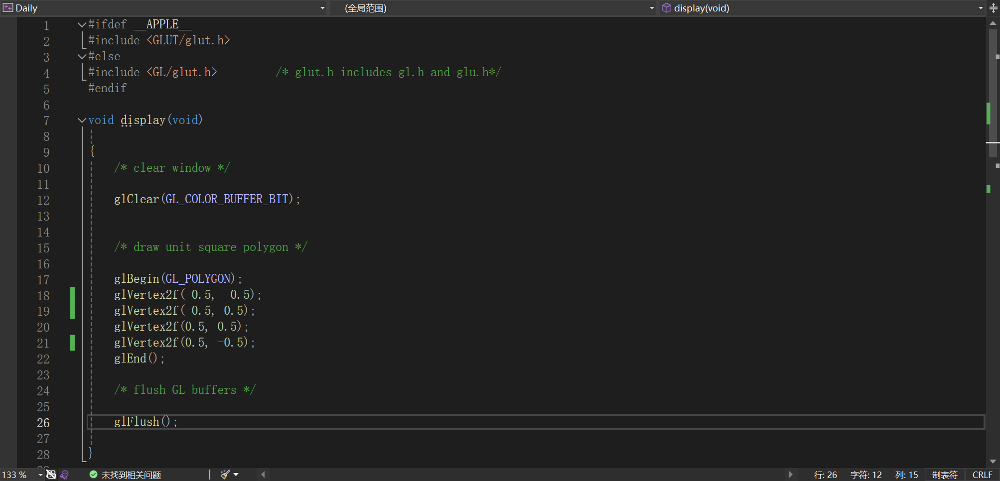 Daily (全局范围) display(void)
1 #ifdef __APPLE__
2 #include <GLUT/glut.h>
3 #else
4 #include <GL/glut.h> /* glut.h includes gl.h and glu.h*/
5 #endif
6
7 void display(void)
8
9 {
10 /* clear window */
11
12 glClear(GL_COLOR_BUFFER_BIT);
13
14
15 /* draw unit square polygon */
16
17 glBegin(GL_POLYGON);
18 glVertex2f(-0.5, -0.5);
19 glVertex2f(-0.5, 0.5);
20 glVertex2f(0.5, 0.5);
21 glVertex2f(0.5, -0.5);
22 glEnd();
23
24 /* flush GL buffers */
25
26 glFlush();
27
28 }
133 % 未找到相关问题 行: 26 字符: 12 列: 15 制表符 CRLF